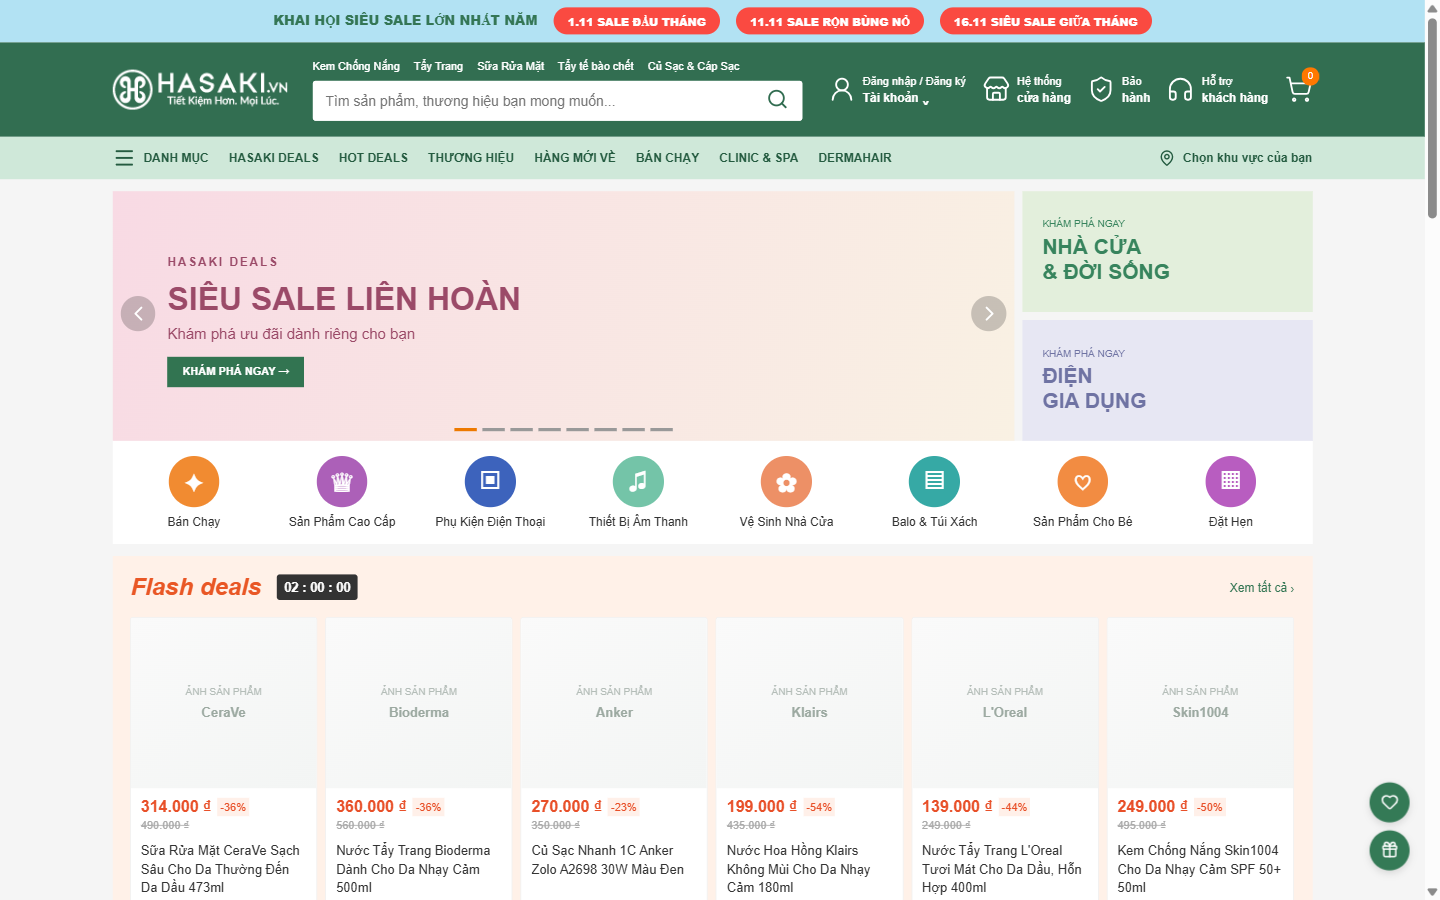 KHAI HỘI SIÊU SALE LỚN NHẤT NĂM
1.11 SALE ĐẦU THÁNG
11.11 SALE RỘN BÙNG NỔ
16.11 SIÊU SALE GIỮA THÁNG
HASAKI.VN
Tiết Kiệm Hơn. Mọi Lúc.
Kem Chống Nắng
Tẩy Trang
Sữa Rửa Mặt
Tẩy tế bào chết
Củ Sạc & Cáp Sạc
Tìm sản phẩm, thương hiệu bạn mong muốn...
Đăng nhập / Đăng ký
Tài khoản
Hệ thống
cửa hàng
Bảo
hành
Hỗ trợ
khách hàng
0
DANH MỤC
HASAKI DEALS
HOT DEALS
THƯƠNG HIỆU
HÀNG MỚI VỀ
BÁN CHẠY
CLINIC & SPA
DERMAHAIR
Chọn khu vực của bạn
HASAKI DEALS
SIÊU SALE LIÊN HOÀN
Khám phá ưu đãi dành riêng cho bạn
KHÁM PHÁ NGAY →
KHÁM PHÁ NGAY
NHÀ CỬA
& ĐỜI SỐNG
KHÁM PHÁ NGAY
ĐIỆN
GIA DỤNG
Bán Chạy
Sản Phẩm Cao Cấp
Phụ Kiện Điện Thoại
Thiết Bị Âm Thanh
Vệ Sinh Nhà Cửa
Balo & Túi Xách
Sản Phẩm Cho Bé
Đặt Hẹn
Flash deals
02 : 00 : 00
Xem tất cả ›
ẢNH SẢN PHẨM
CeraVe
314.000 ₫ -36%
490.000 ₫
Sữa Rửa Mặt CeraVe Sạch
Sâu Cho Da Thường Đến
Da Dầu 473ml
ẢNH SẢN PHẨM
Bioderma
360.000 ₫ -36%
560.000 ₫
Nước Tẩy Trang Bioderma
Dành Cho Da Nhạy Cảm
500ml
ẢNH SẢN PHẨM
Anker
270.000 ₫ -23%
350.000 ₫
Củ Sạc Nhanh 1C Anker
Zolo A2698 30W Màu Đen
ẢNH SẢN PHẨM
Klairs
199.000 ₫ -54%
435.000 ₫
Nước Hoa Hồng Klairs
Không Mùi Cho Da Nhạy
Cảm 180ml
ẢNH SẢN PHẨM
L'Oreal
139.000 ₫ -44%
249.000 ₫
Nước Tẩy Trang L'Oreal
Tươi Mát Cho Da Dầu, Hỗn
Hợp 400ml
ẢNH SẢN PHẨM
Skin1004
249.000 ₫ -50%
495.000 ₫
Kem Chống Nắng Skin1004
Cho Da Nhạy Cảm SPF 50+
50ml